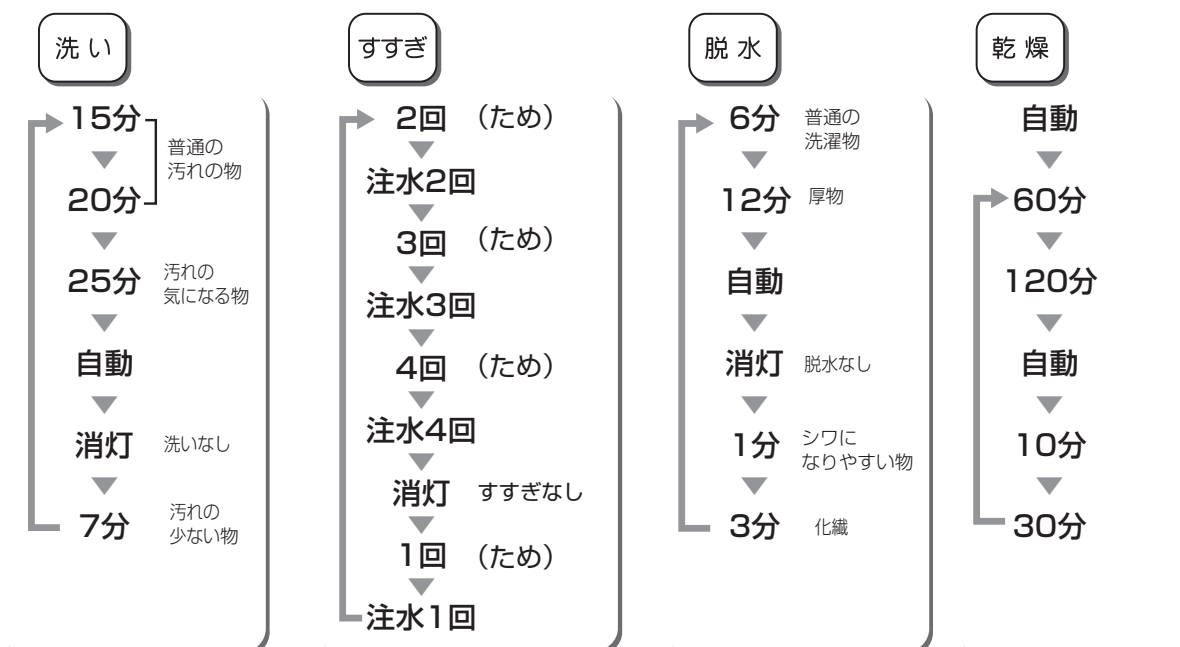 洗い
15分
普通の
汚れの物
20分
25分
汚れの
気になる物
自動
消灯 洗いなし
7分
汚れの
少ない物
すすぎ
2回 (ため)
注水2回
3回 (ため)
注水3回
4回 (ため)
注水4回
消灯 すすぎなし
1回 (ため)
注水1回
脱水
6分
普通の
洗濯物
12分 厚物
自動
消灯 脱水なし
1分
シワに
なりやすい物
3分 化繊
乾燥
自動
60分
120分
自動
10分
30分